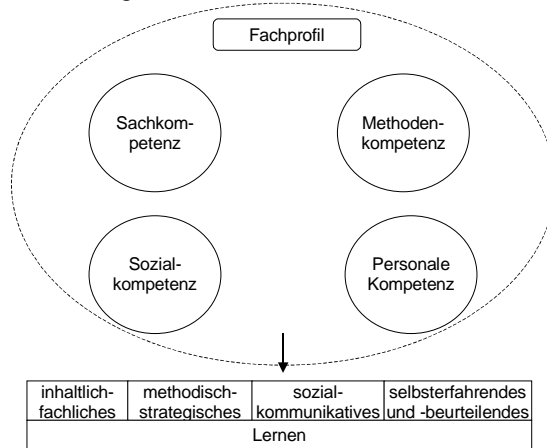 Fachprofil
Sachkom-
petenz
Methoden-
kompetenz
Sozial-
kompetenz
Personale
Kompetenz
inhaltlich-
fachliches
methodisch-
strategisches
sozial-
kommunikatives
selbsterfahrendes
und -beurteilendes
Lernen